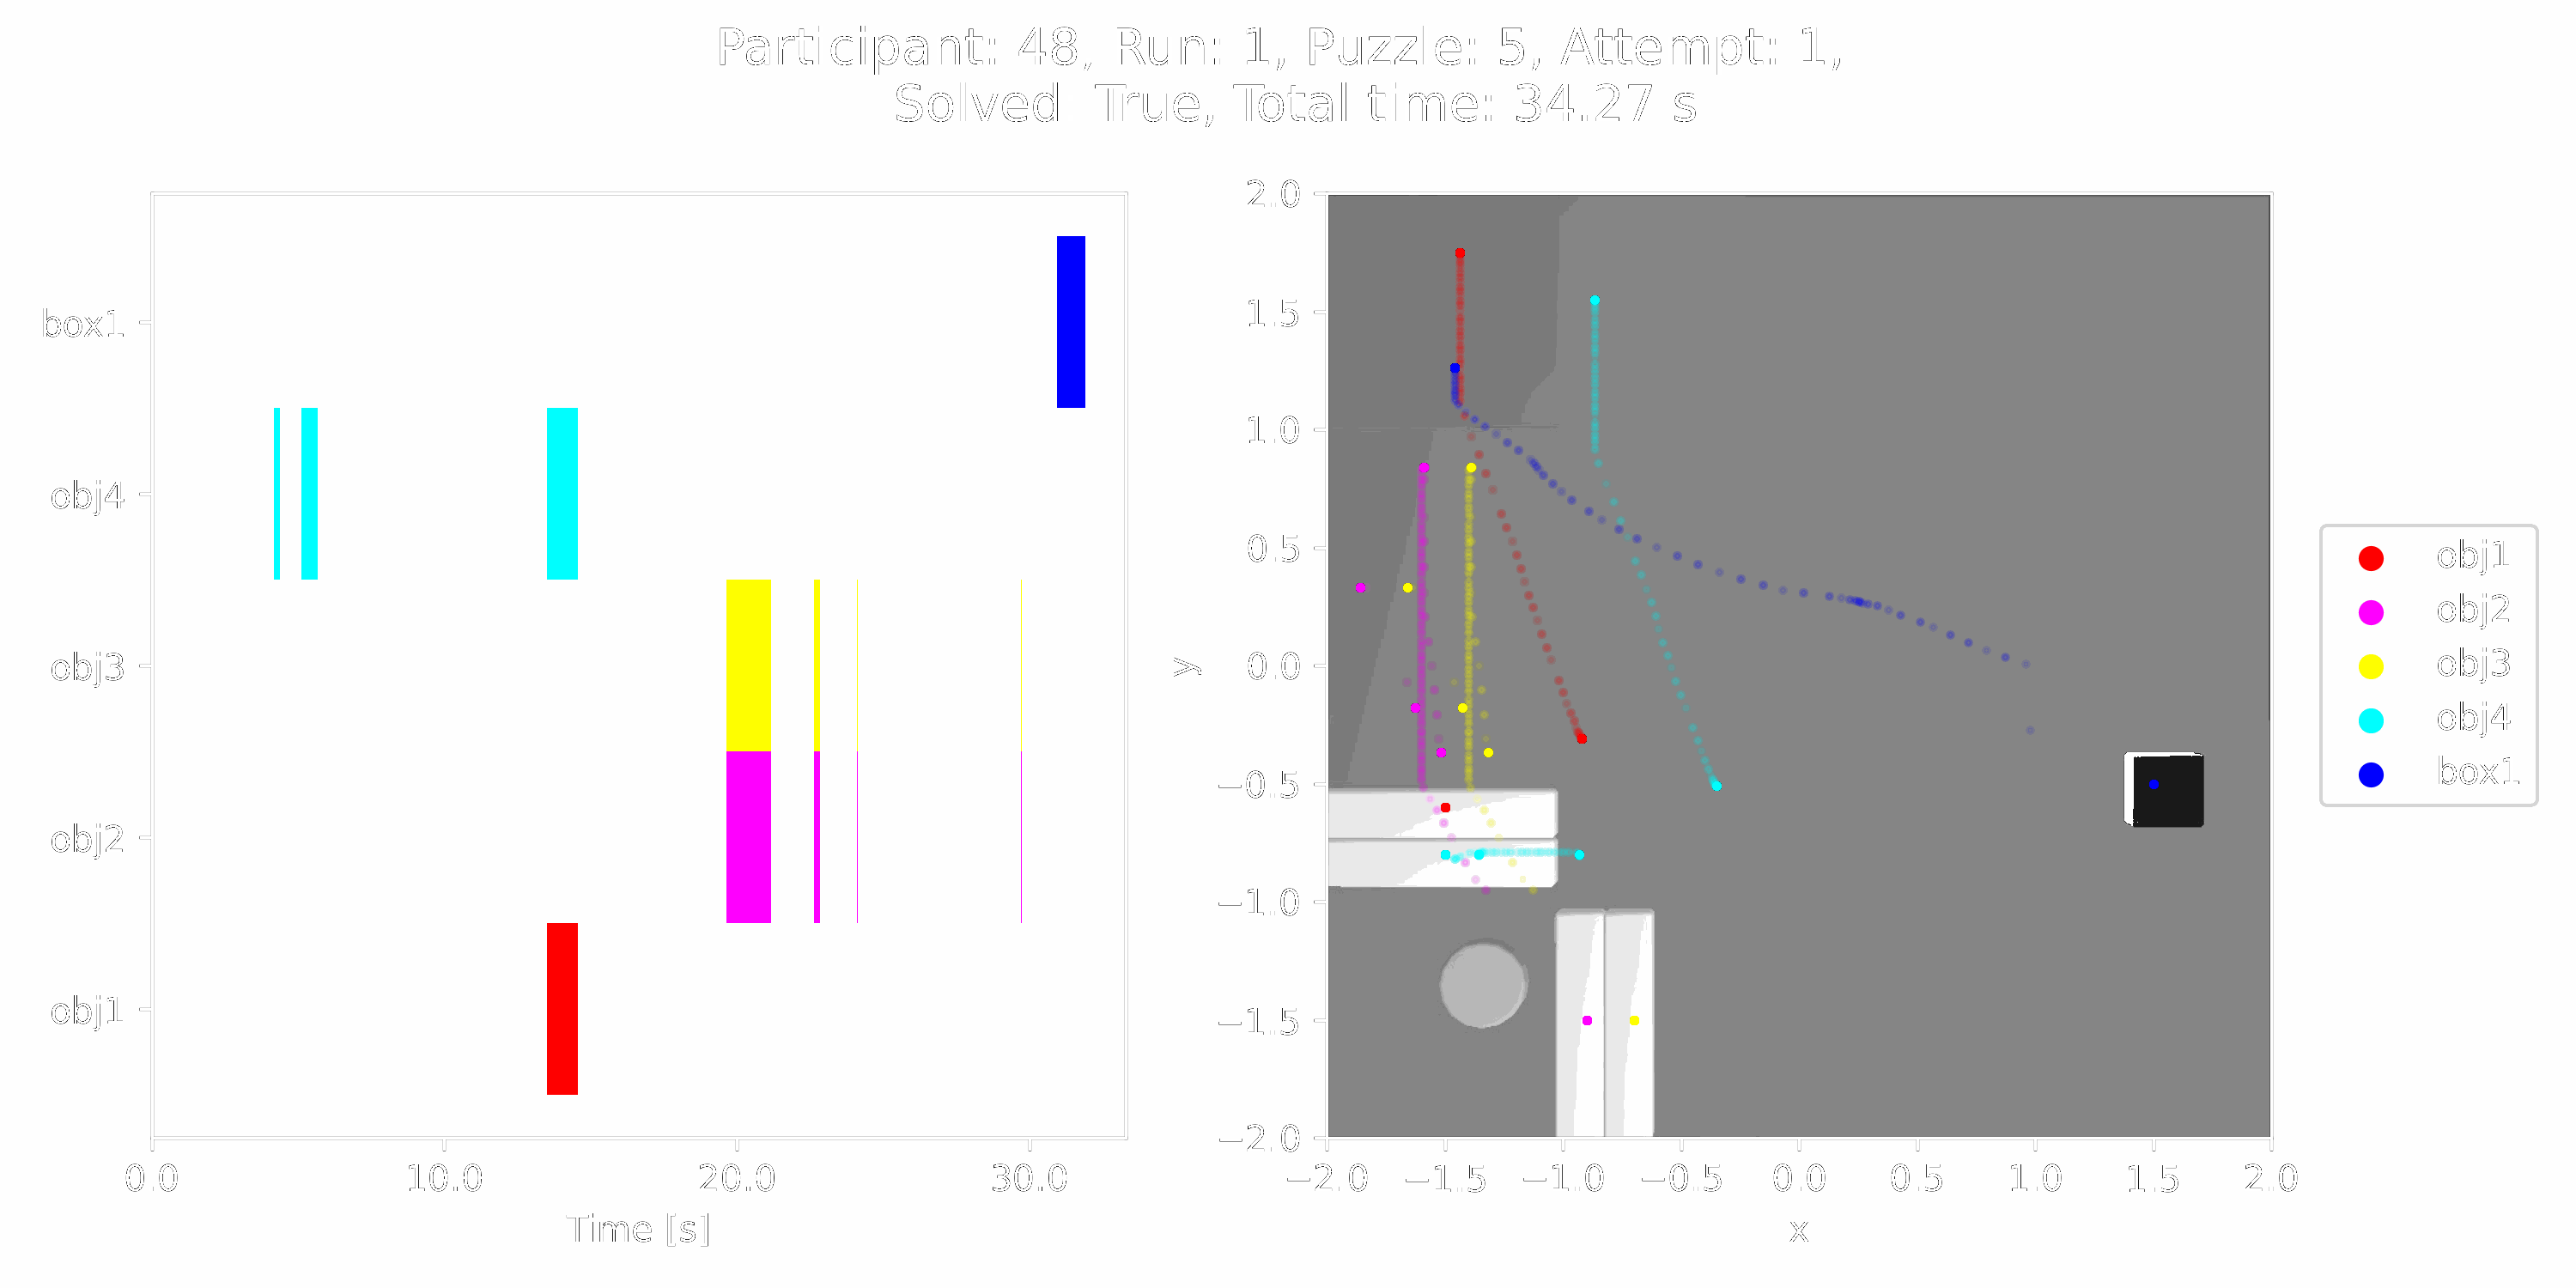 Participant: 48, Run: 1, Puzzle: 5, Attempt: 1,
Solved True, Total time: 34.27 s
box1
obj4
obj3
obj2
obj1
0.0 10.0 20.0 30.0
Time [s]
2.0
1.5
1.0
0.5
0.0
−0.5
−1.0
−1.5
−2.0
y
−2.0 −1.5 −1.0 −0.5 0.0 0.5 1.0 1.5 2.0
x
obj1
obj2
obj3
obj4
box1